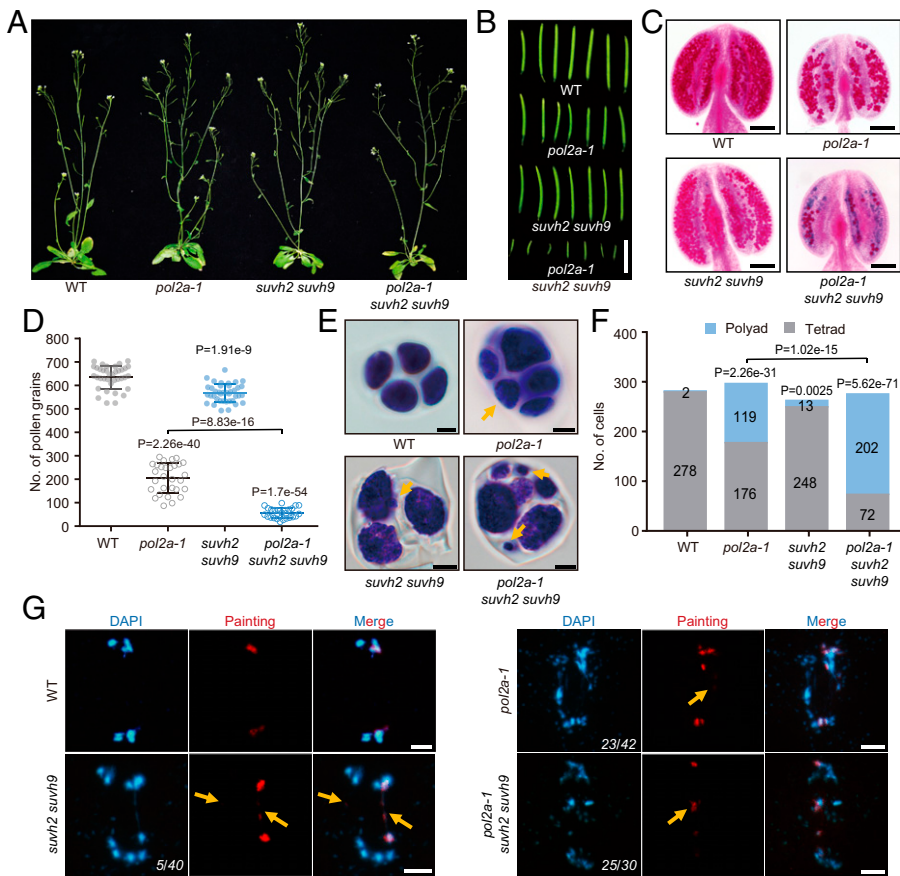 A
WT
pol2a-1
suvh2 suvh9
pol2a-1
suvh2 suvh9
B
WT
pol2a-1
suvh2 suvh9
pol2a-1
suvh2 suvh9
C
WT
pol2a-1
suvh2 suvh9
pol2a-1
suvh2 suvh9
D
No. of pollen grains
800
700
600
500
400
300
200
100
0
P=1.91e-9
P=8.83e-16
P=2.26e-40
P=1.7e-54
WT
pol2a-1
suvh2
suvh9
pol2a-1
suvh2 suvh9
E
WT
pol2a-1
suvh2 suvh9
pol2a-1
suvh2 suvh9
F
Polyad
Tetrad
No. of cells
400
300
200
100
0
P=1.02e-15
P=2.26e-31
P=0.0025
P=5.62e-71
2
278
119
176
13
248
202
72
WT
pol2a-1
suvh2
suvh9
pol2a-1
suvh2
suvh9
G
DAPI
Painting
Merge
WT
suvh2 suvh9
5/40
DAPI
Painting
Merge
pol2a-1
23/42
pol2a-1
suvh2 suvh9
25/30